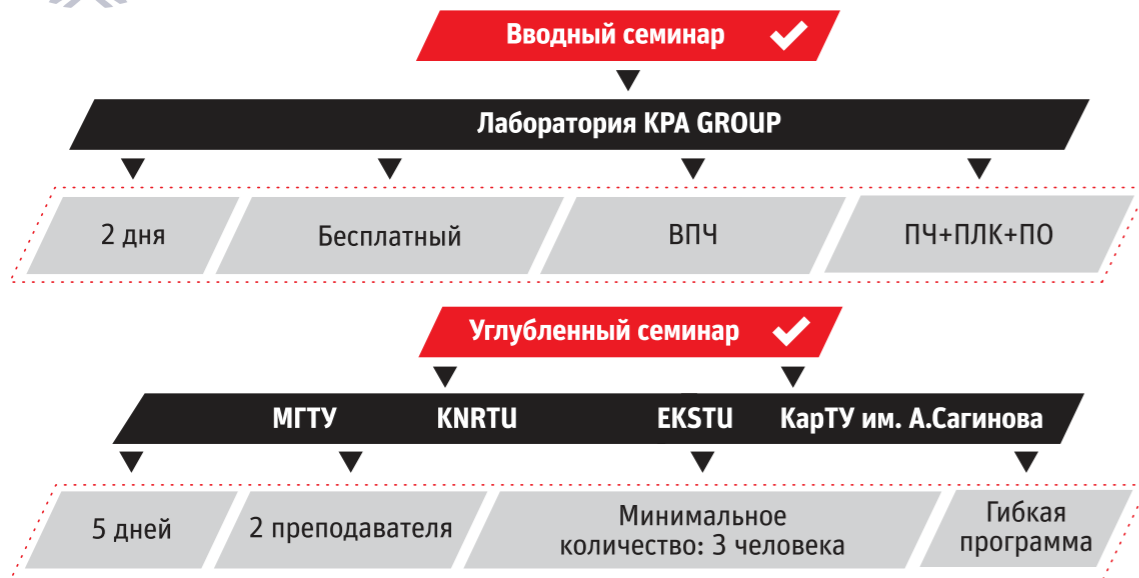 Вводный семинар
Лаборатория KPA GROUP
2 дня
Бесплатный
ВПЧ
ПЧ+ПЛК+ПО
Углубленный семинар
МГТУ
KNRTU
EKSTU
КарТУ им. А.Сагинова
5 дней
2 преподавателя
Минимальное
количество: 3 человека
Гибкая
программа